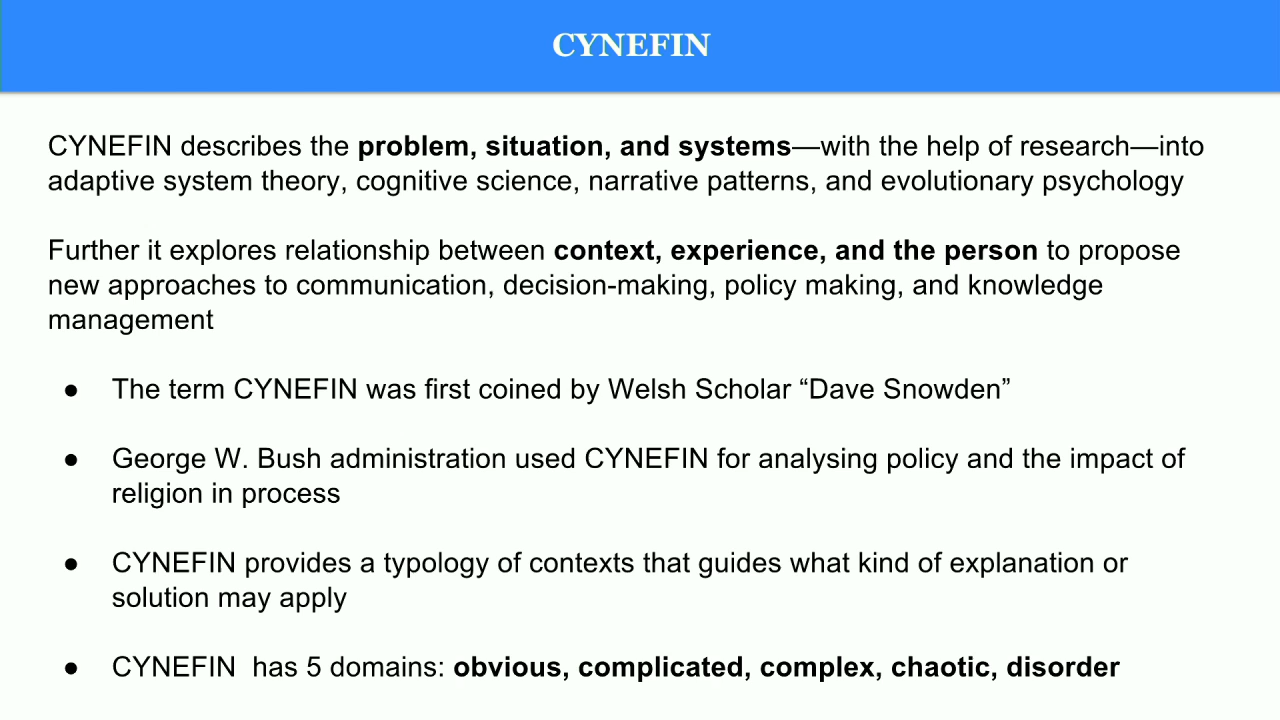 CYNEFIN
CYNEFIN describes the problem, situation, and systems—with the help of research—into
adaptive system theory, cognitive science, narrative patterns, and evolutionary psychology
Further it explores relationship between context, experience, and the person to propose
new approaches to communication, decision-making, policy making, and knowledge
management
● The term CYNEFIN was first coined by Welsh Scholar “Dave Snowden”
● George W. Bush administration used CYNEFIN for analysing policy and the impact of
religion in process
● CYNEFIN provides a typology of contexts that guides what kind of explanation or
solution may apply
● CYNEFIN  has 5 domains: obvious, complicated, complex, chaotic, disorder